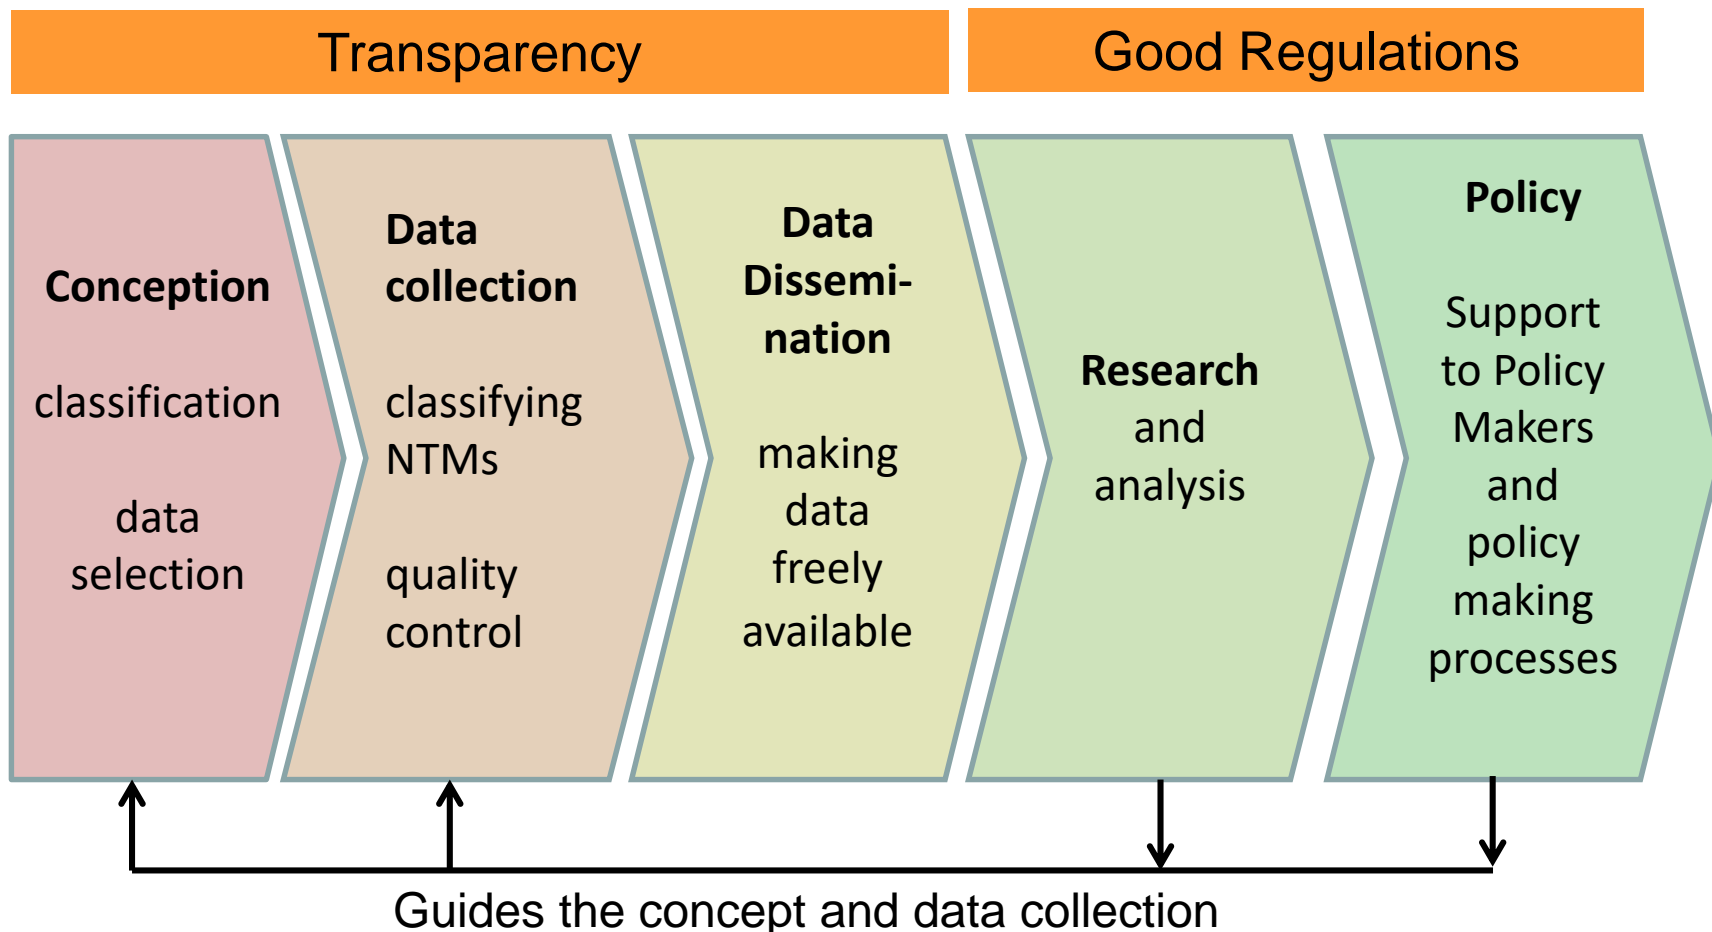 Transparency
Good Regulations
Conception
classification
data
selection
Data
collection
classifying
NTMs
quality
control
Data
Dissemi-
nation
making
data
freely
available
Research
and
analysis
Policy
Support
to Policy
Makers
and
policy
making
processes
Guides the concept and data collection